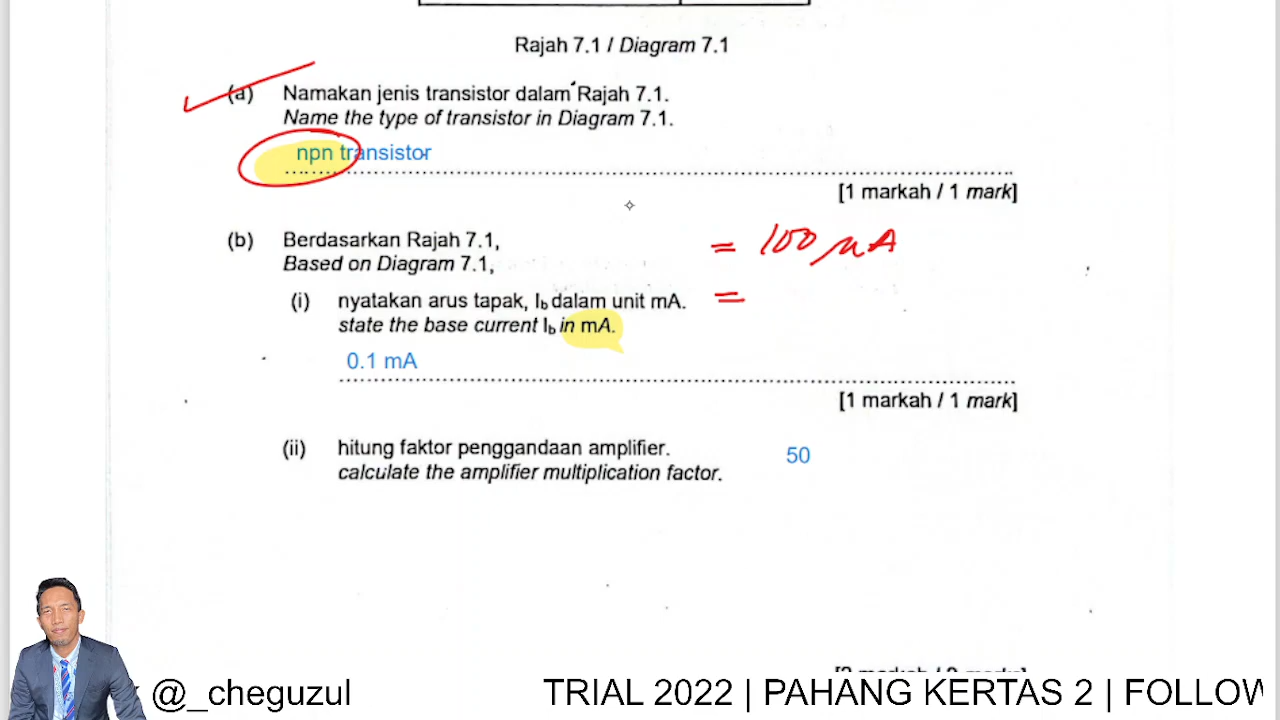 Rajah 7.1 / Diagram 7.1
(a) Namakan jenis transistor dalam Rajah 7.1.
Name the type of transistor in Diagram 7.1.
npn transistor
[1 markah / 1 mark]
(b) Berdasarkan Rajah 7.1,
Based on Diagram 7.1,
= 100 μA
(i) nyatakan arus tapak, Ib dalam unit mA. =
state the base current Ib in mA.
0.1 mA
[1 markah / 1 mark]
(ii) hitung faktor penggandaan amplifier.
calculate the amplifier multiplication factor.
50
@_cheguzul TRIAL 2022 | PAHANG KERTAS 2 | FOLLOW